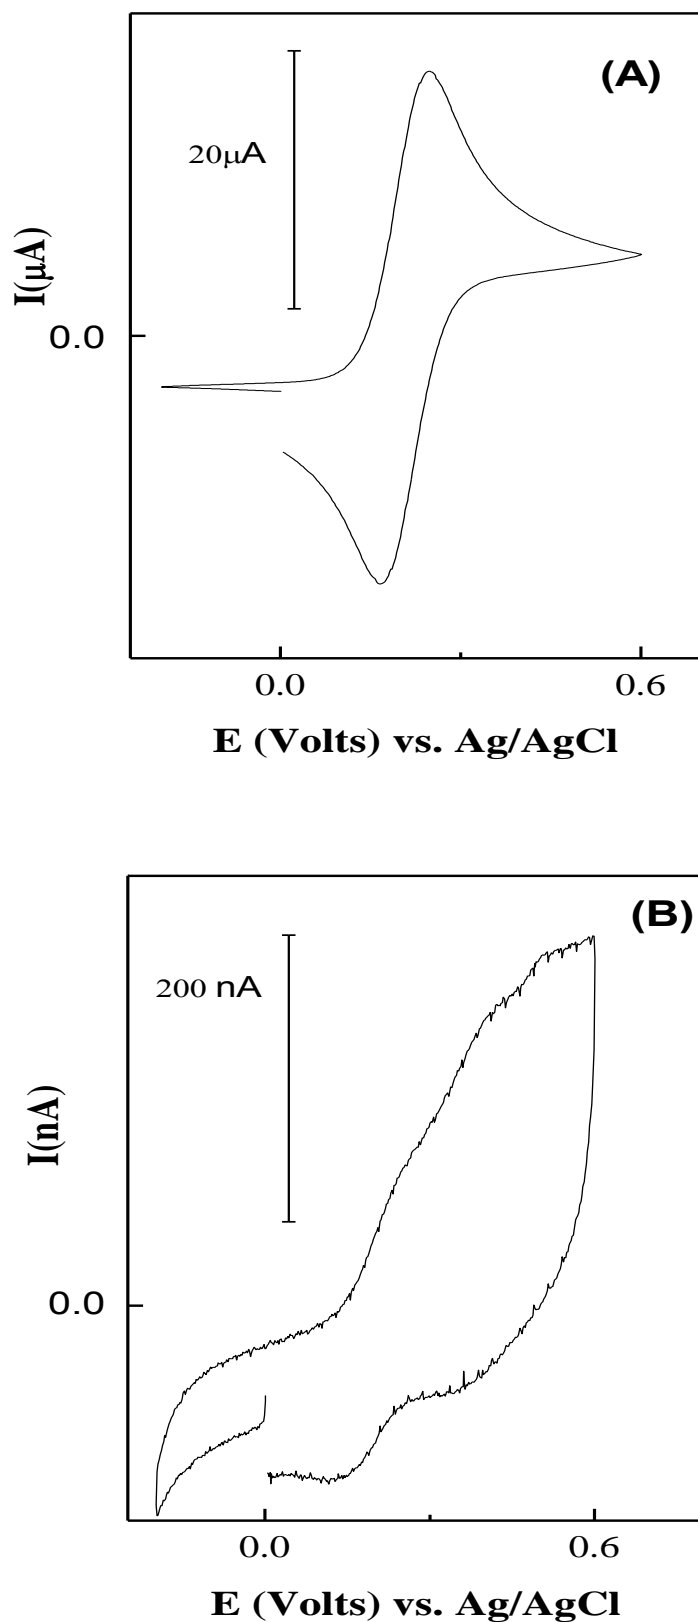 (A)
20μA
I(μA)
0.0
0.0 0.6
E (Volts) vs. Ag/AgCl
(B)
200 nA
I(nA)
0.0
0.0 0.6
E (Volts) vs. Ag/AgCl